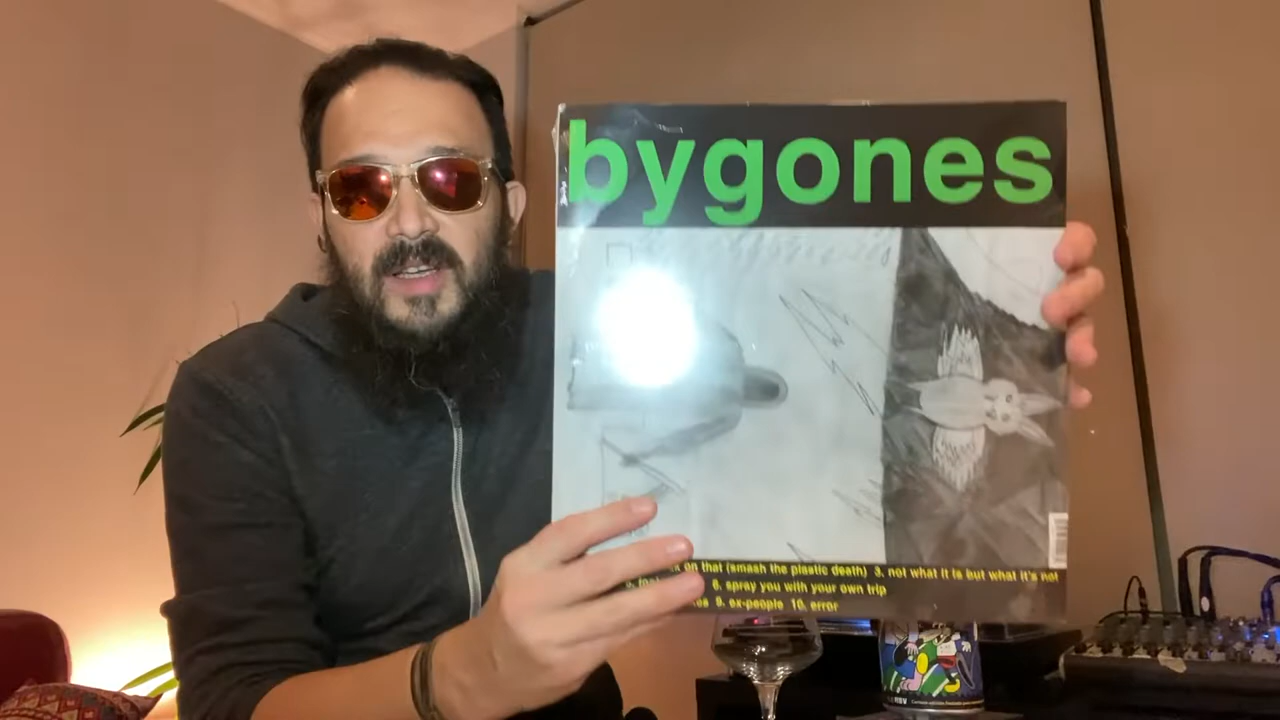 bygones
on that (smash the plastic death) 3. not what it is but what it's not
6. spray you with your own trip
9. ex-people 10. error